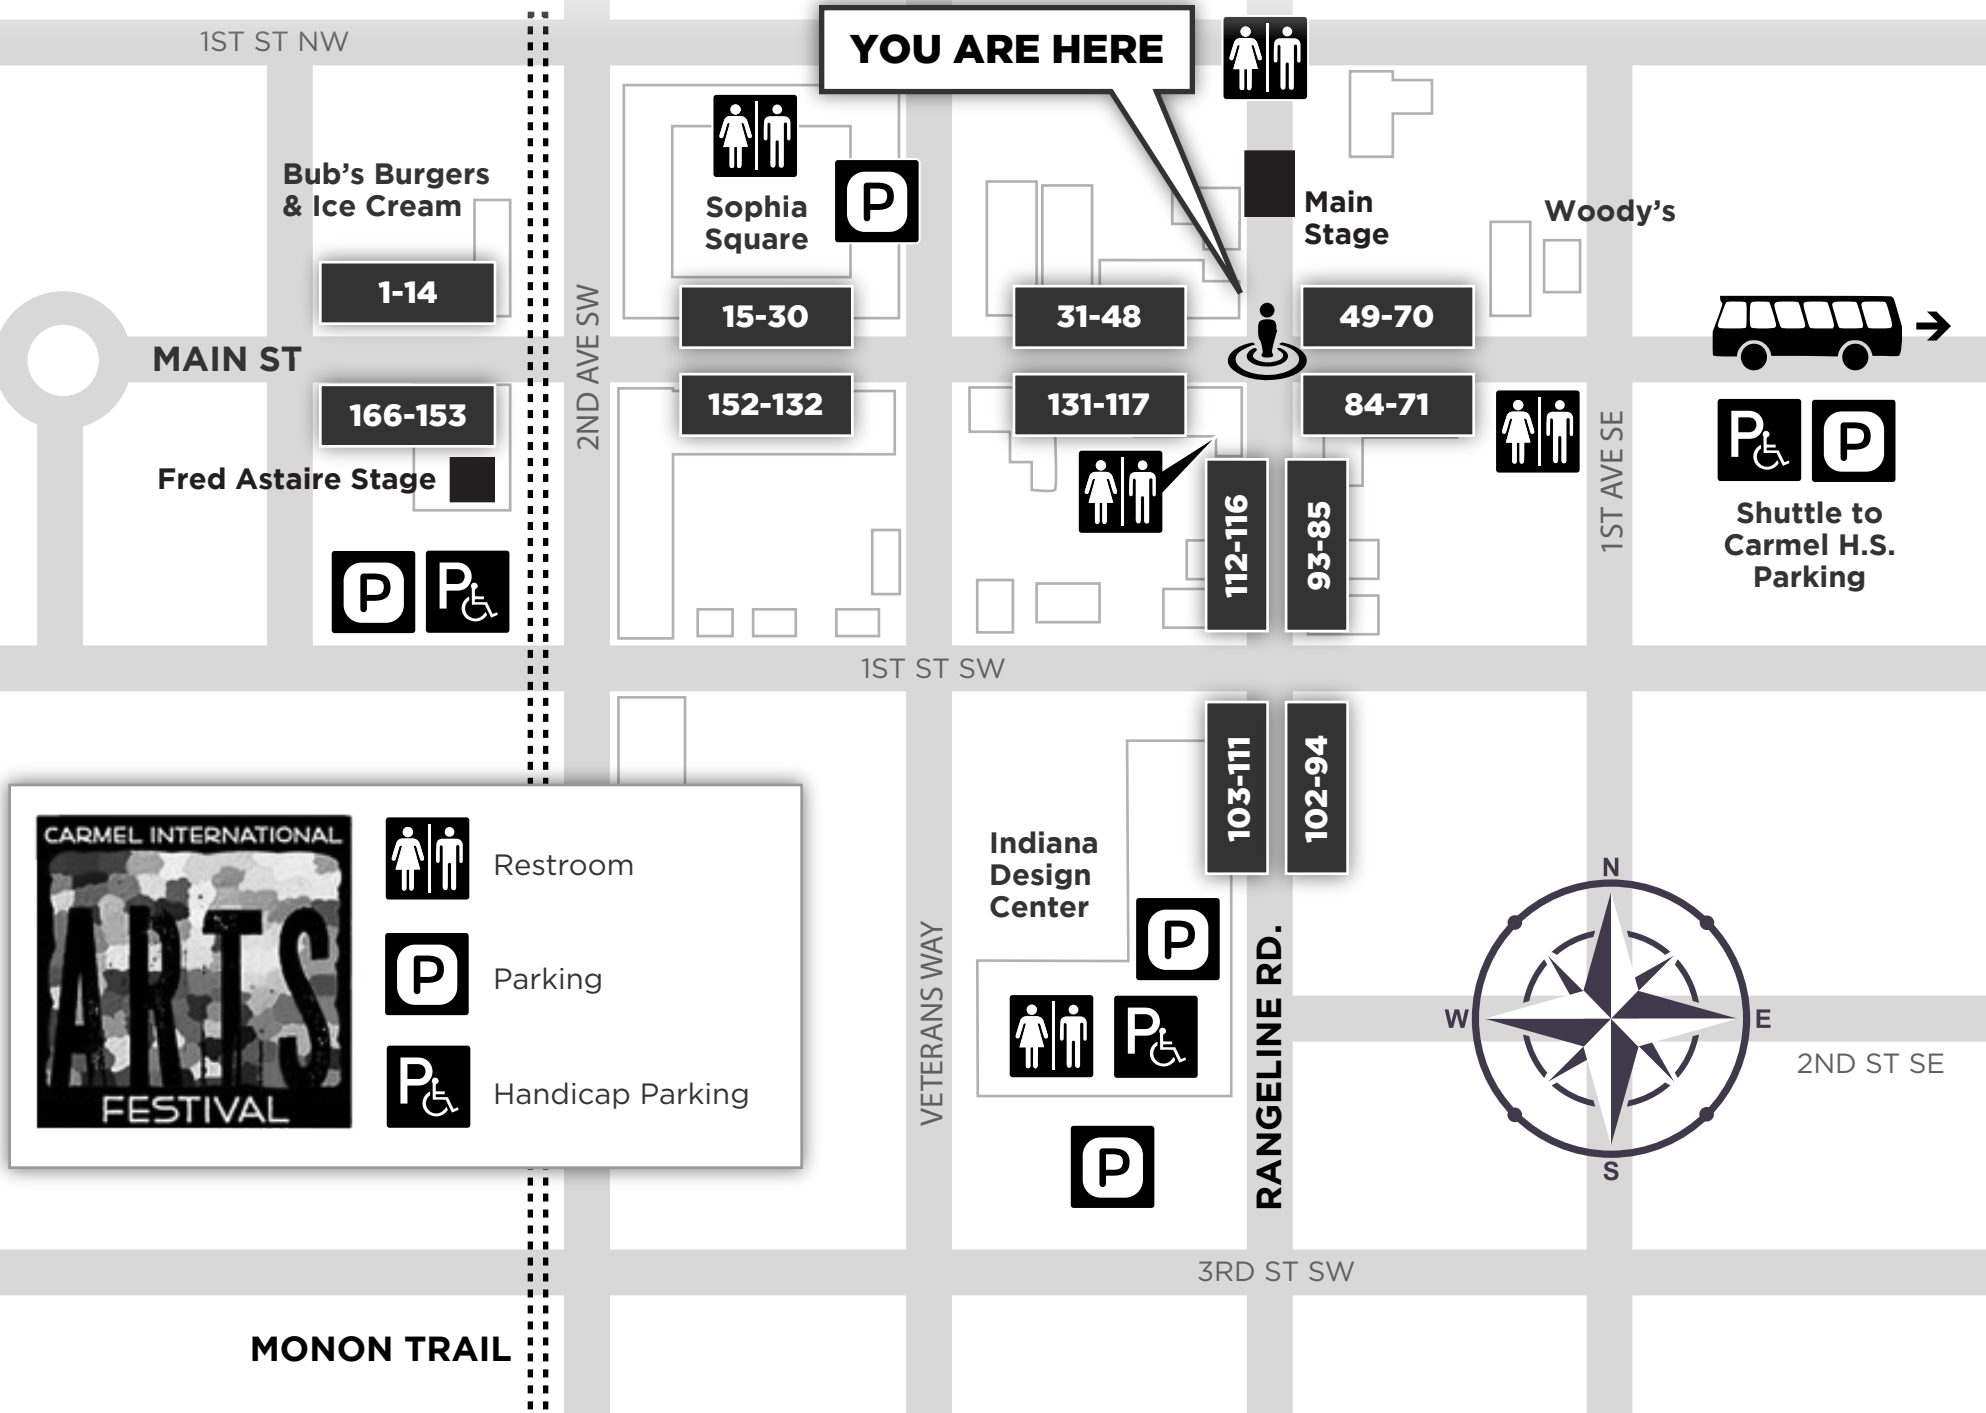 1ST ST NW
YOU ARE HERE
Bub's Burgers
& Ice Cream
Sophia
Square
P
Main
Stage
Woody's
1-14
15-30
31-48
49-70
MAIN ST
2ND AVE SW
166-153
152-132
131-117
84-71
Fred Astaire Stage
112-116
93-85
1ST AVE SE
P
P
Shuttle to
Carmel H.S.
Parking
P
P
1ST ST SW
103-111
102-94
Indiana
Design
Center
P
P
P
VETERANS WAY
RANGELINE RD.
CARMEL INTERNATIONAL
ARTS
FESTIVAL
Restroom
P
Parking
P
Handicap Parking
N
W
E
S
2ND ST SE
3RD ST SW
MONON TRAIL